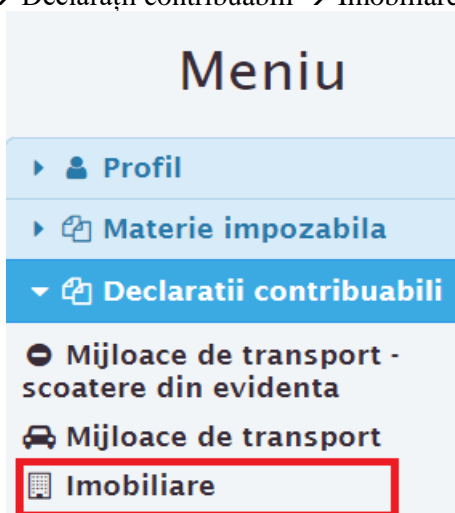 Declarații contribuabili → Imobiliare
Meniu
Profil
Materie impozabila
Declaratii contribuabili
Mijloace de transport -
scoatere din evidenta
Mijloace de transport
Imobiliare